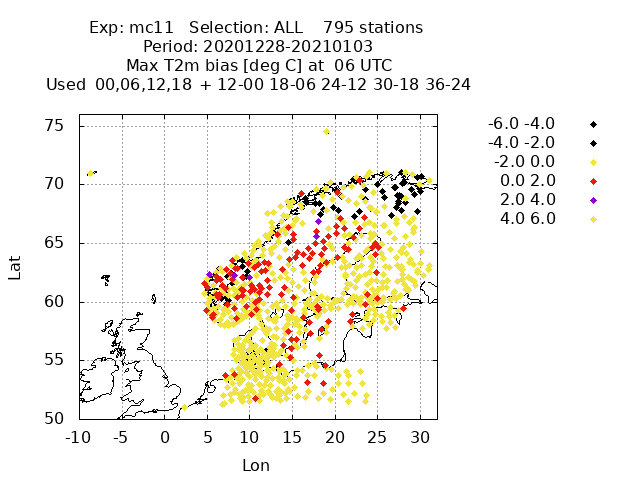 Exp: mc11 Selection: ALL 795 stations
Period: 20201228-20210103
Max T2m bias [deg C] at 06 UTC
Used 00,06,12,18 + 12-00 18-06 24-12 30-18 36-24
-6.0 -4.0
-4.0 -2.0
-2.0 0.0
0.0 2.0
2.0 4.0
4.0 6.0
75
70
65
60
55
50
Lat
-10 -5 0 5 10 15 20 25 30
Lon